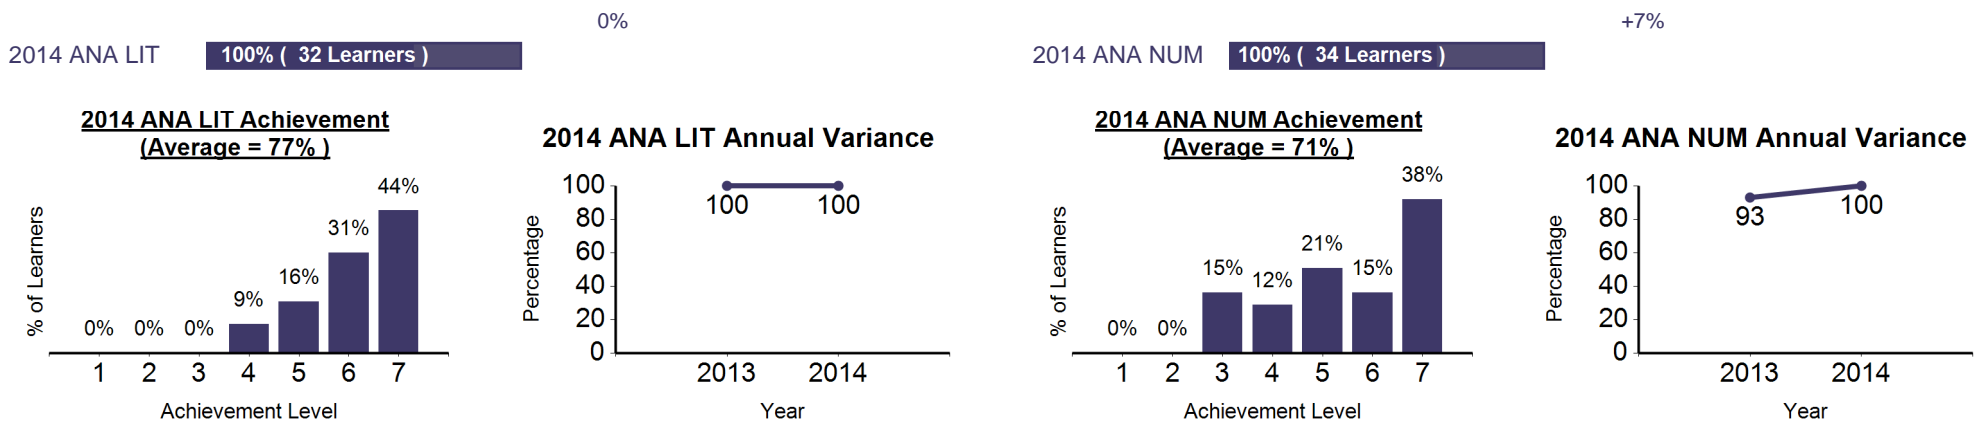 0%
2014 ANA LIT
100% ( 32 Learners )
2014 ANA LIT Achievement
(Average = 77% )
% of Learners
0%
0%
0%
9%
16%
31%
44%
1 2 3 4 5 6 7
Achievement Level
2014 ANA LIT Annual Variance
Percentage
100
80
60
40
20
0
100 100
2013 2014
Year
+7%
2014 ANA NUM
100% ( 34 Learners )
2014 ANA NUM Achievement
(Average = 71% )
% of Learners
0%
0%
15%
12%
21%
15%
38%
1 2 3 4 5 6 7
Achievement Level
2014 ANA NUM Annual Variance
Percentage
100
80
60
40
20
0
93 100
2013 2014
Year